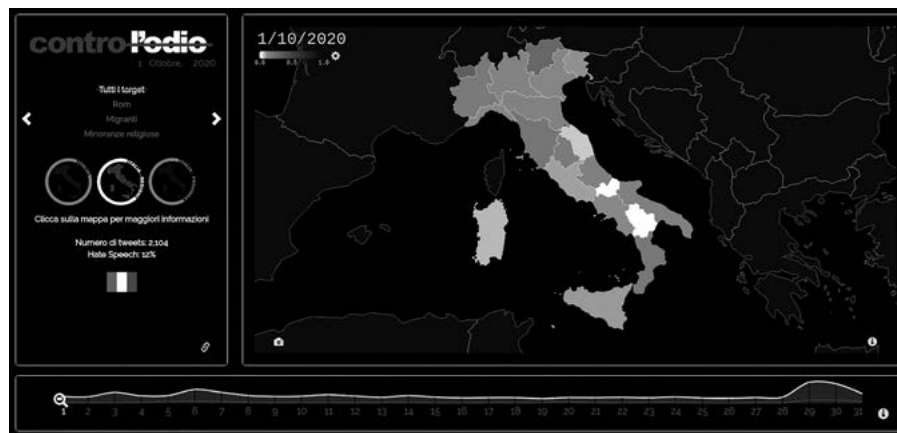 contro l'odio
1 Ottobre 2020
Tutti i target
Rom
Migranti
Minoranze religiose
Clicca sulla mappa per maggiori informazioni
Numero di tweets: 2,104
Hate Speech: 12%
1/10/2020
0.0 0.5 1.0
1 2 3 4 5 6 7 8 9 10 11 12 13 14 15 16 17 18 19 20 21 22 23 24 25 26 27 28 29 30 31